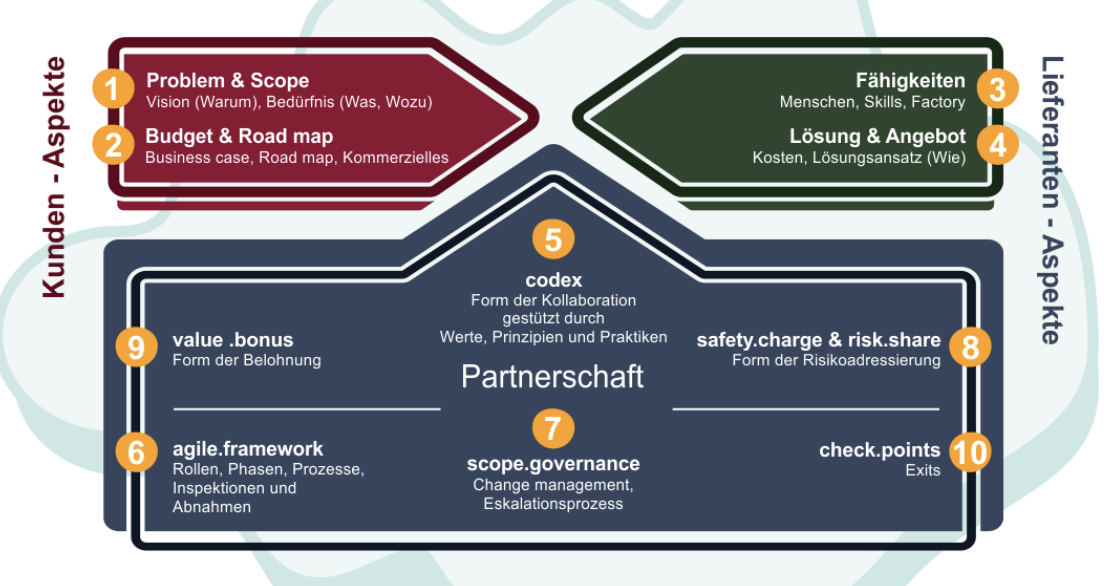 Kunden - Aspekte
1
Problem & Scope
Vision (Warum), Bedürfnis (Was, Wozu)
2
Budget & Road map
Business case, Road map, Kommerzielles
3
Fähigkeiten
Menschen, Skills, Factory
4
Lösung & Angebot
Kosten, Lösungsansatz (Wie)
Lieferanten - Aspekte
5
codex
Form der Kollaboration
gestützt durch
Werte, Prinzipien und Praktiken
9
value .bonus
Form der Belohnung
safety.charge & risk.share
Form der Risikoadressierung
8
Partnerschaft
6
agile.framework
Rollen, Phasen, Prozesse,
Inspektionen und
Abnahmen
7
scope.governance
Change management,
Eskalationsprozess
check.points
Exits
10